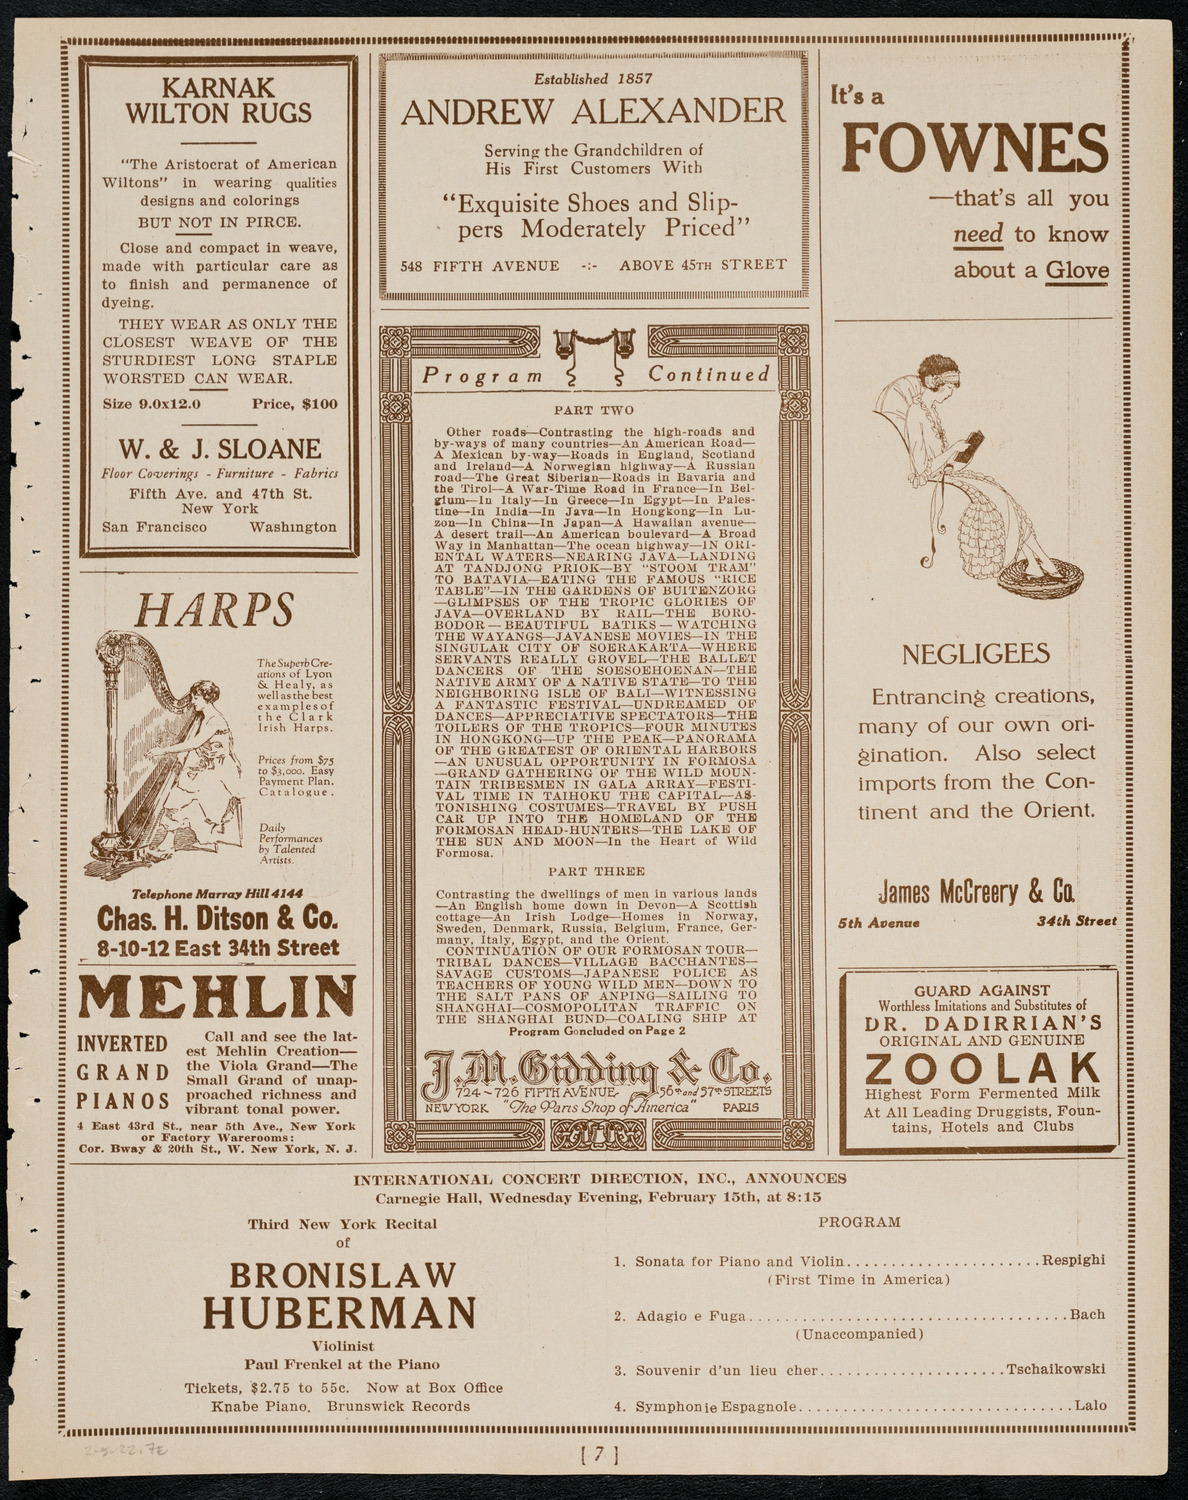 KARNAK
WILTON RUGS
"The Aristocrat of American
Wiltons" in wearing qualities
designs and colorings
BUT NOT IN PIRCE.
Close and compact in weave,
made with particular care as
to finish and permanence of
dyeing.
THEY WEAR AS ONLY THE
CLOSEST WEAVE OF THE
STURDIEST LONG STAPLE
WORSTED CAN WEAR.
Size 9.0x12.0 Price, $100
W. & J. SLOANE
Floor Coverings - Furniture - Fabrics
Fifth Ave. and 47th St.
New York
San Francisco Washington
HARPS
The Superb Cre-
ations of Lyon
& Healy, as
well as the best
examples of
the Clark
Irish Harps.
Prices from $75
to $3,000. Easy
Payment Plan.
Catalogue.
Daily
Performances
by Talented
Artists.
Telephone Murray Hill 4144
Chas. H. Ditson & Co.
8-10-12 East 34th Street
MEHLIN
INVERTED
GRAND
PIANOS
Call and see the lat-
est Mehlin Creation—
the Viola Grand—The
Small Grand of unap-
proached richness and
vibrant tonal power.
4 East 43rd St., near 5th Ave., New York
or Factory Warerooms:
Cor. Bway & 20th St., W. New York, N. J.
Established 1857
ANDREW ALEXANDER
Serving the Grandchildren of
His First Customers With
"Exquisite Shoes and Slip-
pers Moderately Priced"
548 FIFTH AVENUE -:- ABOVE 45TH STREET
Program Continued
PART TWO
Other roads—Contrasting the high-roads and
by-ways of many countries—An American Road—
A Mexican by-way—Roads in England, Scotland
and Ireland—A Norwegian highway—A Russian
road—The Great Siberian—Roads in Bavaria and
the Tirol—A War-Time Road in France—In Bel-
gium—In Italy—In Greece—In Egypt—In Pales-
tine—In India—In Java—In Hongkong—In Lu-
zon—In China—In Japan—A Hawaiian avenue—
A desert trail—An American boulevard—A Broad
Way in Manhattan—The ocean highway—IN ORI-
ENTAL WATERS—NEARING JAVA—LANDING
AT TANDJONG PRIOK—BY "STOOM TRAM"
TO BATAVIA—EATING THE FAMOUS "RICE
TABLE"—IN THE GARDENS OF BUITENZORG
—GLIMPSES OF THE TROPIC GLORIES OF
JAVA—OVERLAND BY RAIL—THE BORO-
BODOR—BEAUTIFUL BATIKS—WATCHING
THE WAYANGS—JAVANESE MOVIES—IN THE
SINGULAR CITY OF SOERAKARTA—WHERE
SERVANTS REALLY GROVEL—THE BALLET
DANCERS OF THE SOESOEHOENAN—THE
NATIVE ARMY OF A NATIVE STATE—TO THE
NEIGHBORING ISLE OF BALI—WITNESSING
A FANTASTIC FESTIVAL—UNDREAMED OF
DANCES—APPRECIATIVE SPECTATORS—THE
TOILERS OF THE TROPICS—FOUR MINUTES
IN HONGKONG—UP THE PEAK—PANORAMA
OF THE GREATEST OF ORIENTAL HARBORS
—AN UNUSUAL OPPORTUNITY IN FORMOSA
—GRAND GATHERING OF THE WILD MOUN-
TAIN TRIBESMEN IN GALA ARRAY—FESTI-
VAL TIME IN TAIHOKU THE CAPITAL—AS-
TONISHING COSTUMES—TRAVEL BY PUSH
CAR UP INTO THE HOMELAND OF THE
FORMOSAN HEAD-HUNTERS—THE LAKE OF
THE SUN AND MOON—In the Heart of Wild
Formosa.
PART THREE
Contrasting the dwellings of men in various lands
—An English home down in Devon—A Scottish
cottage—An Irish Lodge—Homes in Norway,
Sweden, Denmark, Russia, Belgium, France, Ger-
many, Italy, Egypt, and the Orient.
CONTINUATION OF OUR FORMOSAN TOUR—
TRIBAL DANCES—VILLAGE BACCHANTES—
SAVAGE CUSTOMS—JAPANESE POLICE AS
TEACHERS OF YOUNG WILD MEN—DOWN TO
THE SALT PANS OF ANPING—SAILING TO
SHANGHAI—COSMOPOLITAN TRAFFIC ON
THE SHANGHAI BUND—COALING SHIP AT
Program Goncluded on Page 2
J.M. Gidding & Co.
724-726 FIFTH AVENUE 56th and 57th STREETS
NEW YORK "The Paris Shop of America" PARIS
It's a
FOWNES
—that's all you
need to know
about a Glove
NEGLIGEES
Entrancing creations,
many of our own ori-
gination. Also select
imports from the Con-
tinent and the Orient.
James McCreery & Co.
5th Avenue 34th Street
GUARD AGAINST
Worthless Imitations and Substitutes of
DR. DADIRRIAN'S
ORIGINAL AND GENUINE
ZOOLAK
Highest Form Fermented Milk
At All Leading Druggists, Foun-
tains, Hotels and Clubs
INTERNATIONAL CONCERT DIRECTION, INC., ANNOUNCES
Carnegie Hall, Wednesday Evening, February 15th, at 8:15
Third New York Recital
of
BRONISLAW
HUBERMAN
Violinist
Paul Frenkel at the Piano
Tickets, $2.75 to 55c. Now at Box Office
Knabe Piano. Brunswick Records
PROGRAM
1. Sonata for Piano and Violin......................Respighi
(First Time in America)
2. Adagio e Fuga....................................Bach
(Unaccompanied)
3. Souvenir d'un lieu cher.....................Tschaikowski
4. Symphonie Espagnole...............................Lalo
2-5-22.7E
[ 7 ]